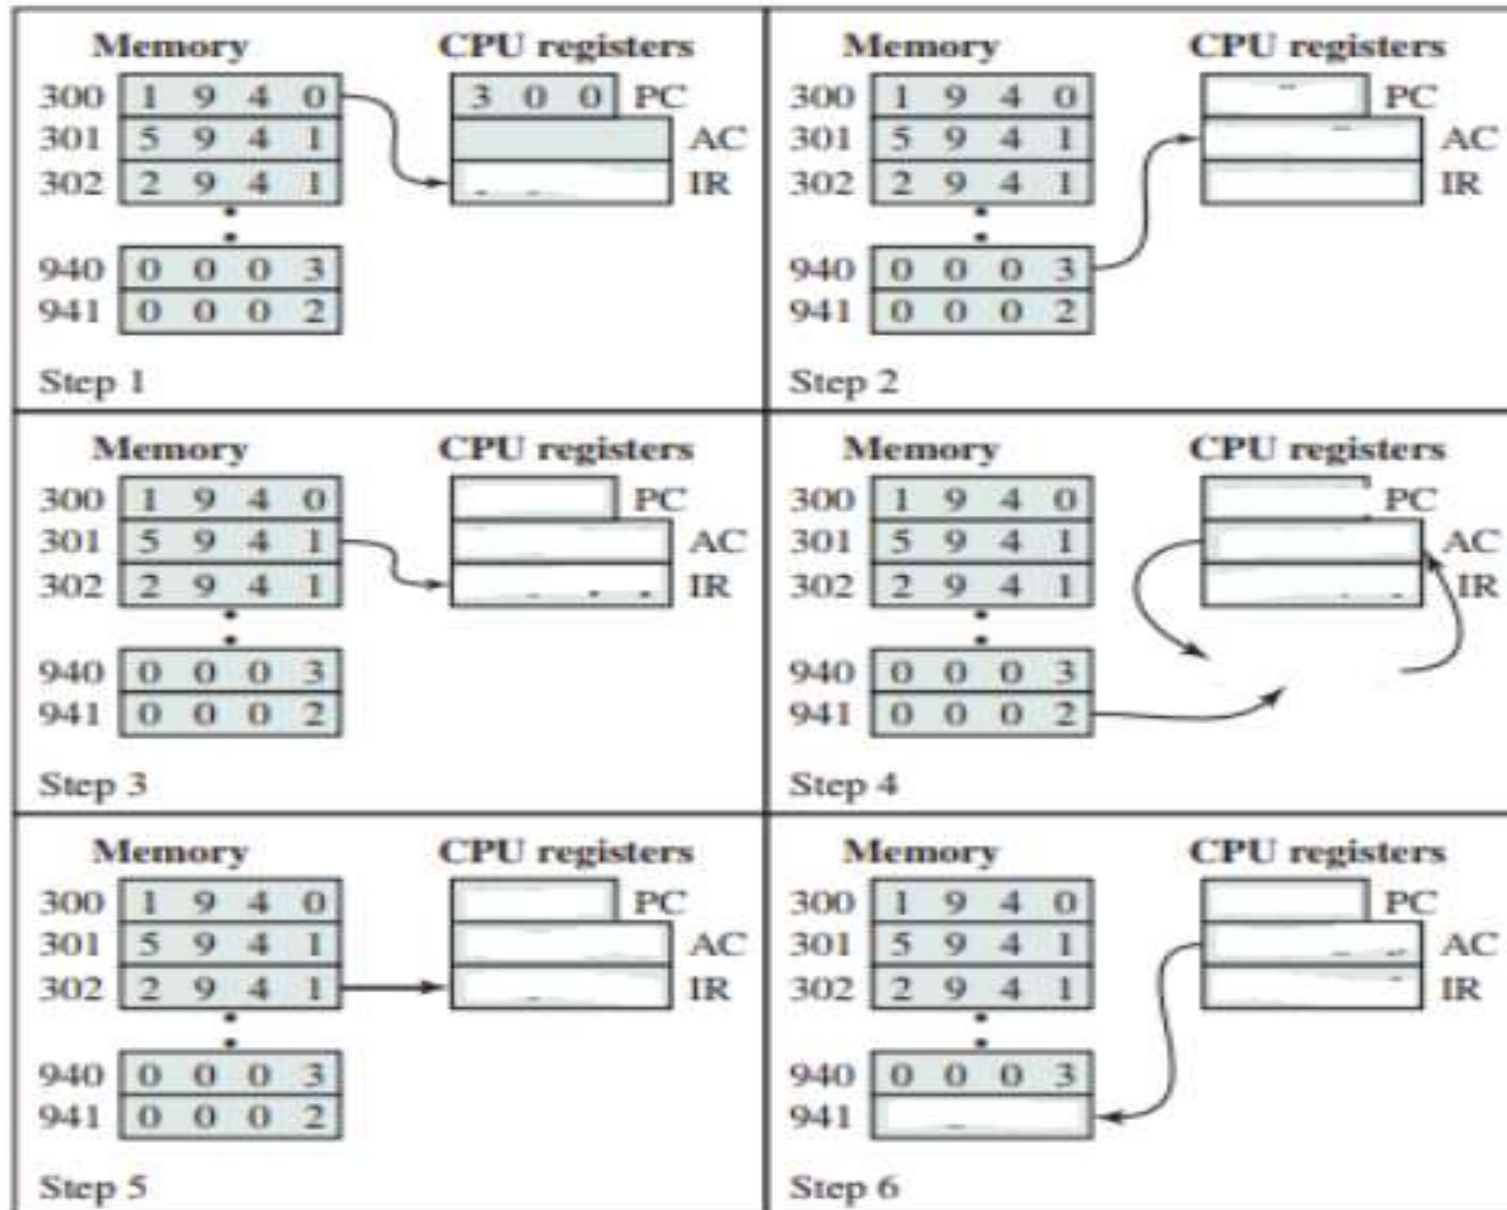 Memory CPU registers
300 1 9 4 0 3 0 0 PC
301 5 9 4 1 AC
302 2 9 4 1 IR
940 0 0 0 3
941 0 0 0 2
Step 1
Memory CPU registers
300 1 9 4 0 PC
301 5 9 4 1 AC
302 2 9 4 1 IR
940 0 0 0 3
941 0 0 0 2
Step 2
Memory CPU registers
300 1 9 4 0 PC
301 5 9 4 1 AC
302 2 9 4 1 IR
940 0 0 0 3
941 0 0 0 2
Step 3
Memory CPU registers
300 1 9 4 0 PC
301 5 9 4 1 AC
302 2 9 4 1 IR
940 0 0 0 3
941 0 0 0 2
Step 4
Memory CPU registers
300 1 9 4 0 PC
301 5 9 4 1 AC
302 2 9 4 1 IR
940 0 0 0 3
941 0 0 0 2
Step 5
Memory CPU registers
300 1 9 4 0 PC
301 5 9 4 1 AC
302 2 9 4 1 IR
940 0 0 0 3
941
Step 6